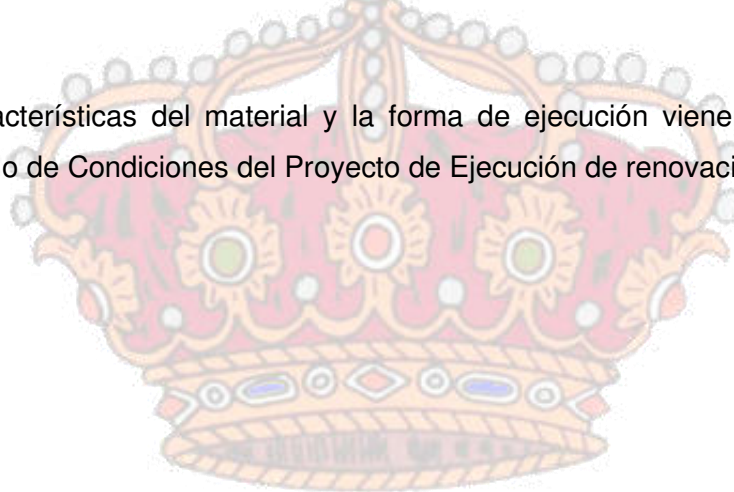 acterísticas del material y la forma de ejecución viene
o de Condiciones del Proyecto de Ejecución de renovaci